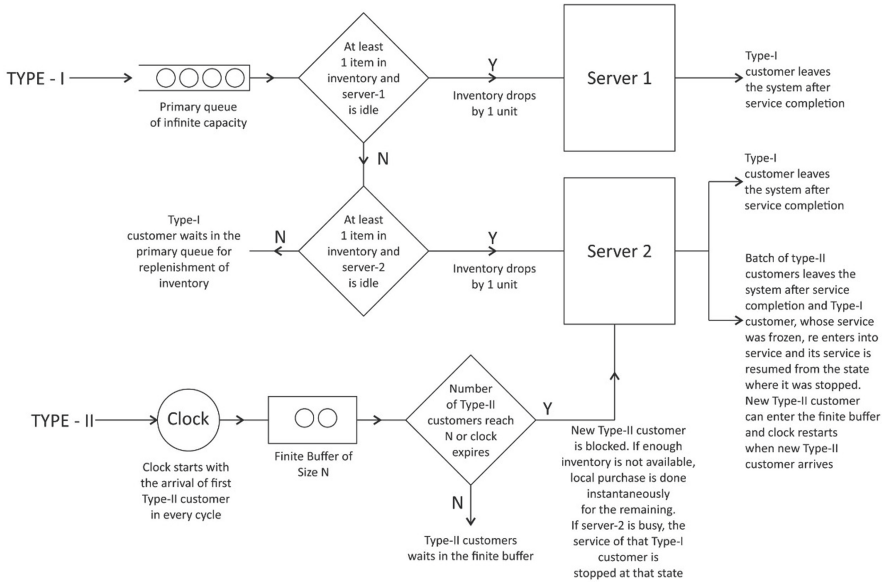 TYPE - I
Primary queue
of infinite capacity
At least
1 item in
inventory and
server-1
is idle
Y
Inventory drops
by 1 unit
Server 1
Type-I
customer leaves
the system after
service completion
N
Type-I
customer waits in the
primary queue for
replenishment of
inventory
N
At least
1 item in
inventory and
server-2
is idle
Y
Inventory drops
by 1 unit
Server 2
Type-I
customer leaves
the system after
service completion
Batch of type-II
customers leaves the
system after service
completion and Type-I
customer, whose service
was frozen, re enters into
service and its service is
resumed from the state
where it was stopped.
New Type-II customer
can enter the finite buffer
and clock restarts
when new Type-II
customer arrives
TYPE - II
Clock
Clock starts with
the arrival of first
Type-II customer
in every cycle
Finite Buffer of
Size N
Number
of Type-II
customers reach
N or clock
expires
Y
N
Type-II customers
waits in the finite buffer
New Type-II customer
is blocked. If enough
inventory is not available,
local purchase is done
instantaneously
for the remaining.
If server-2 is busy, the
service of that Type-I
customer is
stopped at that state